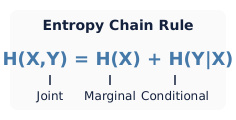 Entropy Chain Rule
H(X,Y) = H(X) + H(Y|X)
Joint Marginal Conditional